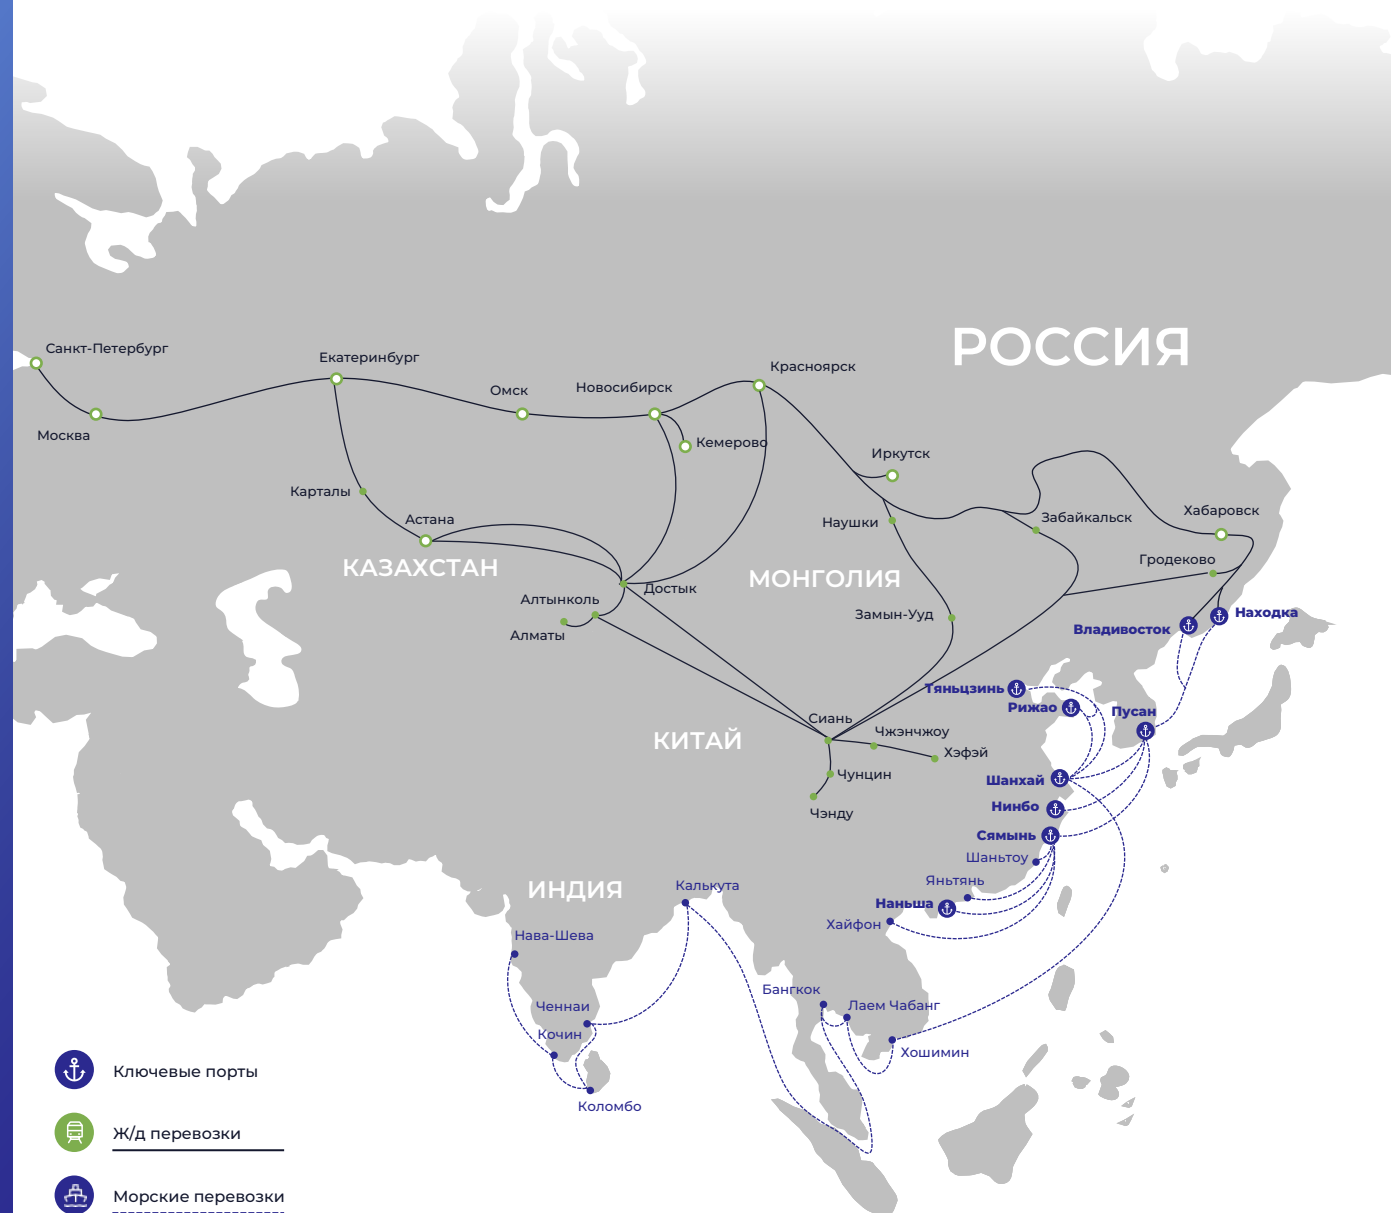 РОССИЯ
Санкт-Петербург
Екатеринбург
Красноярск
Омск
Новосибирск
Москва
Кемерово
Иркутск
Карталы
Астана
Наушки
Забайкальск
Хабаровск
КАЗАХСТАН
МОНГОЛИЯ
Гродеково
Достык
Алтынколь
Алматы
Замын-Ууд
Находка
Владивосток
Тяньцзинь
Рижао
Пусан
Сиань
Чжэнчжоу
КИТАЙ
Хэфэй
Чунцин
Шанхай
Чэнду
Нинбо
Сямынь
Шаньтоу
ИНДИЯ
Калькута
Яньтянь
Наньша
Хайфон
Нава-Шева
Бангкок
Лаем Чабанг
Ченнаи
Кочин
Хошимин
Коломбо
Ключевые порты
Ж/д перевозки
Морские перевозки